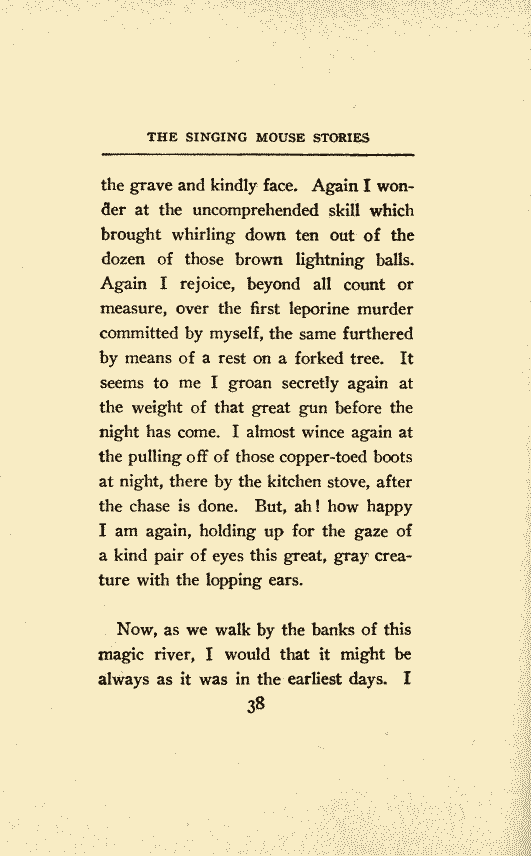 THE SINGING MOUSE STORIES
the grave and kindly face. Again I won-
der at the uncomprehended skill which
brought whirling down ten out of the
dozen of those brown lightning balls.
Again I rejoice, beyond all count or
measure, over the first leporine murder
committed by myself, the same furthered
by means of a rest on a forked tree. It
seems to me I groan secretly again at
the weight of that great gun before the
night has come. I almost wince again at
the pulling off of those copper-toed boots
at night, there by the kitchen stove, after
the chase is done. But, ah! how happy
I am again, holding up for the gaze of
a kind pair of eyes this great, gray crea-
ture with the lopping ears.
Now, as we walk by the banks of this
magic river, I would that it might be
always as it was in the earliest days. I
38